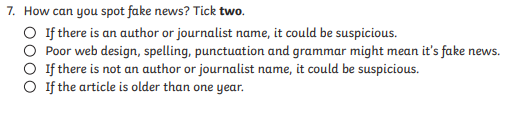 7. How can you spot fake news? Tick two.
If there is an author or journalist name, it could be suspicious.
Poor web design, spelling, punctuation and grammar might mean it's fake news.
If there is not an author or journalist name, it could be suspicious.
If the article is older than one year.